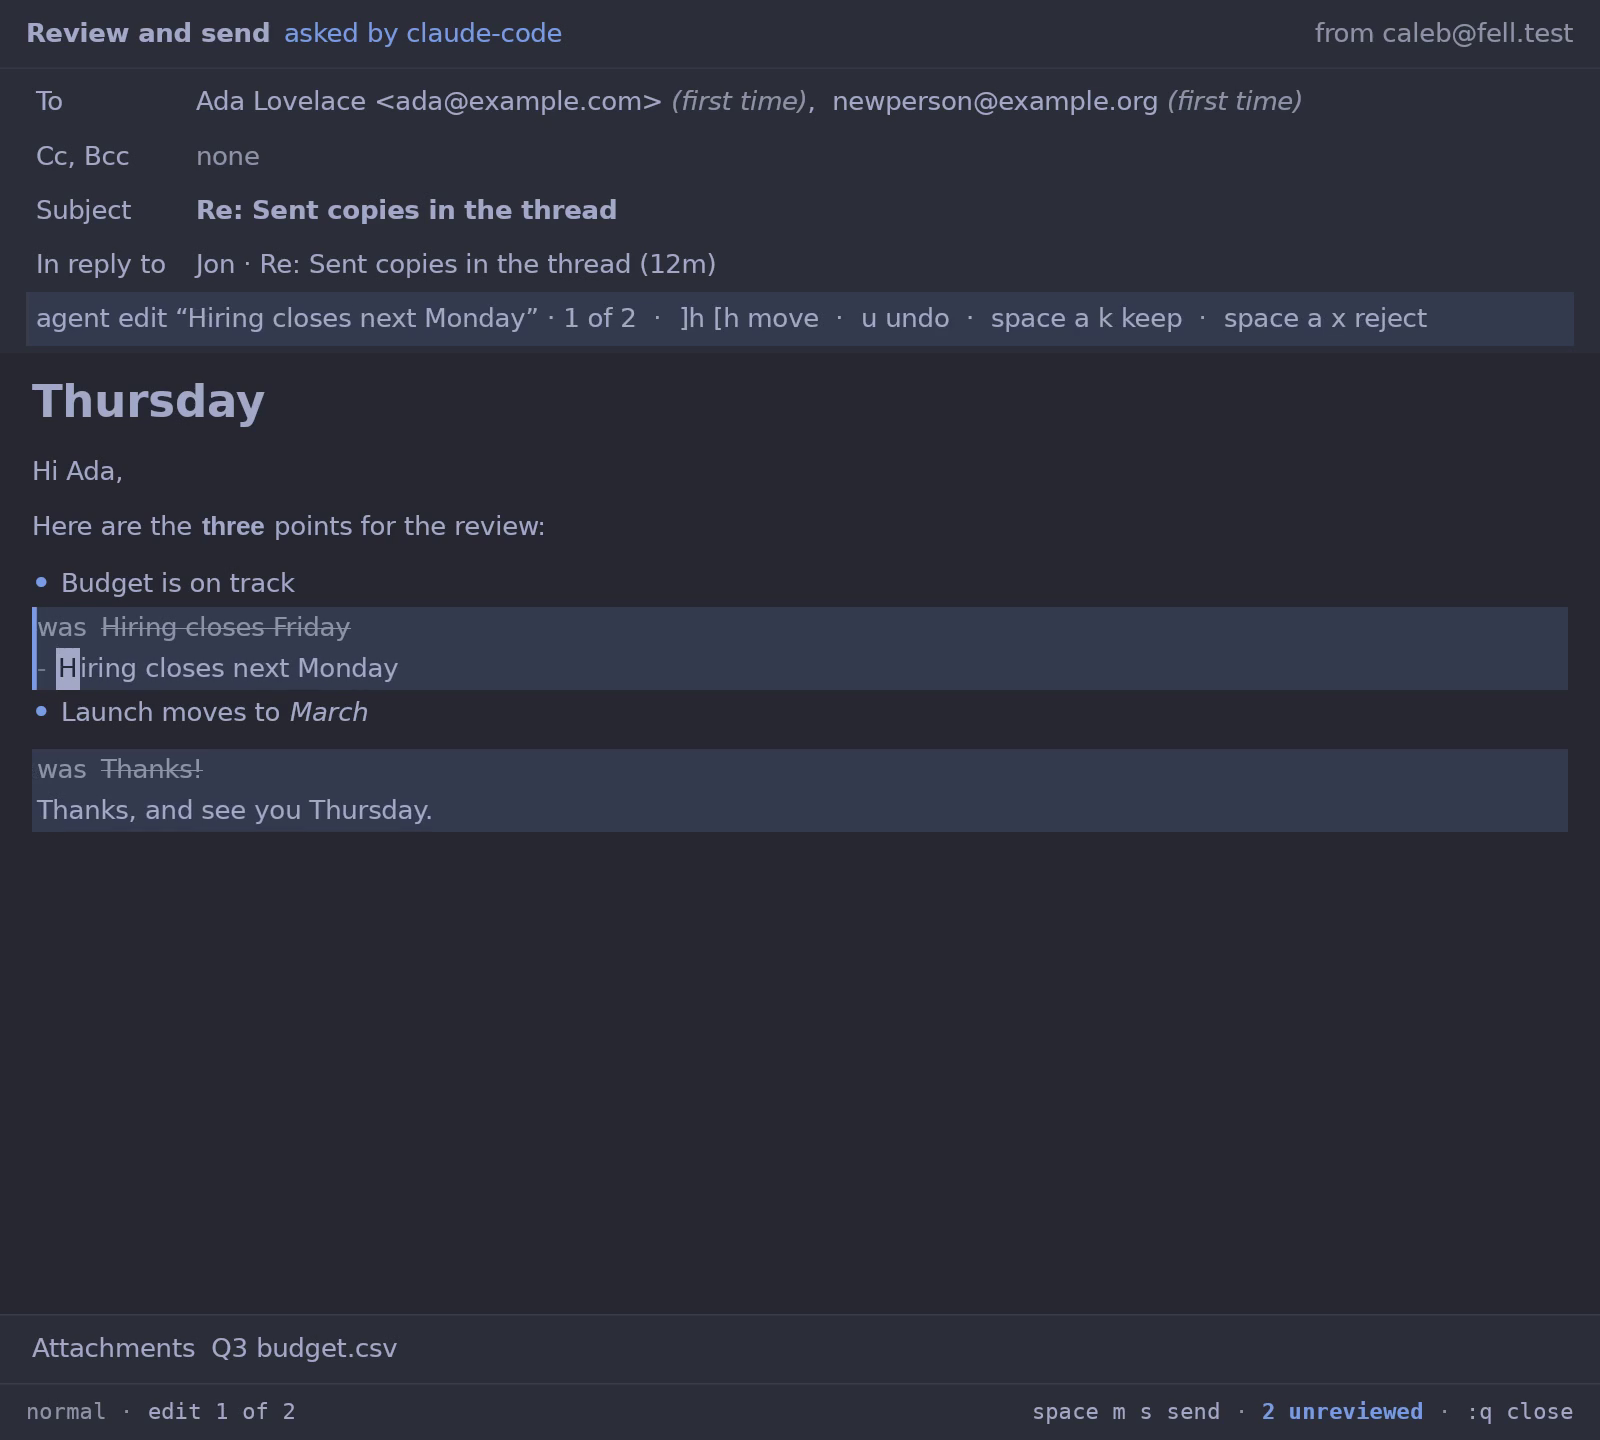 Review and send asked by claude-code from caleb@fell.test
To Ada Lovelace <ada@example.com> (first time), newperson@example.org (first time)
Cc, Bcc none
Subject Re: Sent copies in the thread
In reply to Jon · Re: Sent copies in the thread (12m)
agent edit “Hiring closes next Monday” · 1 of 2 · ]h [h move · u undo · space a k keep · space a x reject
Thursday
Hi Ada,
Here are the three points for the review:
• Budget is on track
was Hiring closes Friday
- Hiring closes next Monday
• Launch moves to March
was Thanks!
Thanks, and see you Thursday.
Attachments Q3 budget.csv
normal · edit 1 of 2 space m s send · 2 unreviewed · :q close